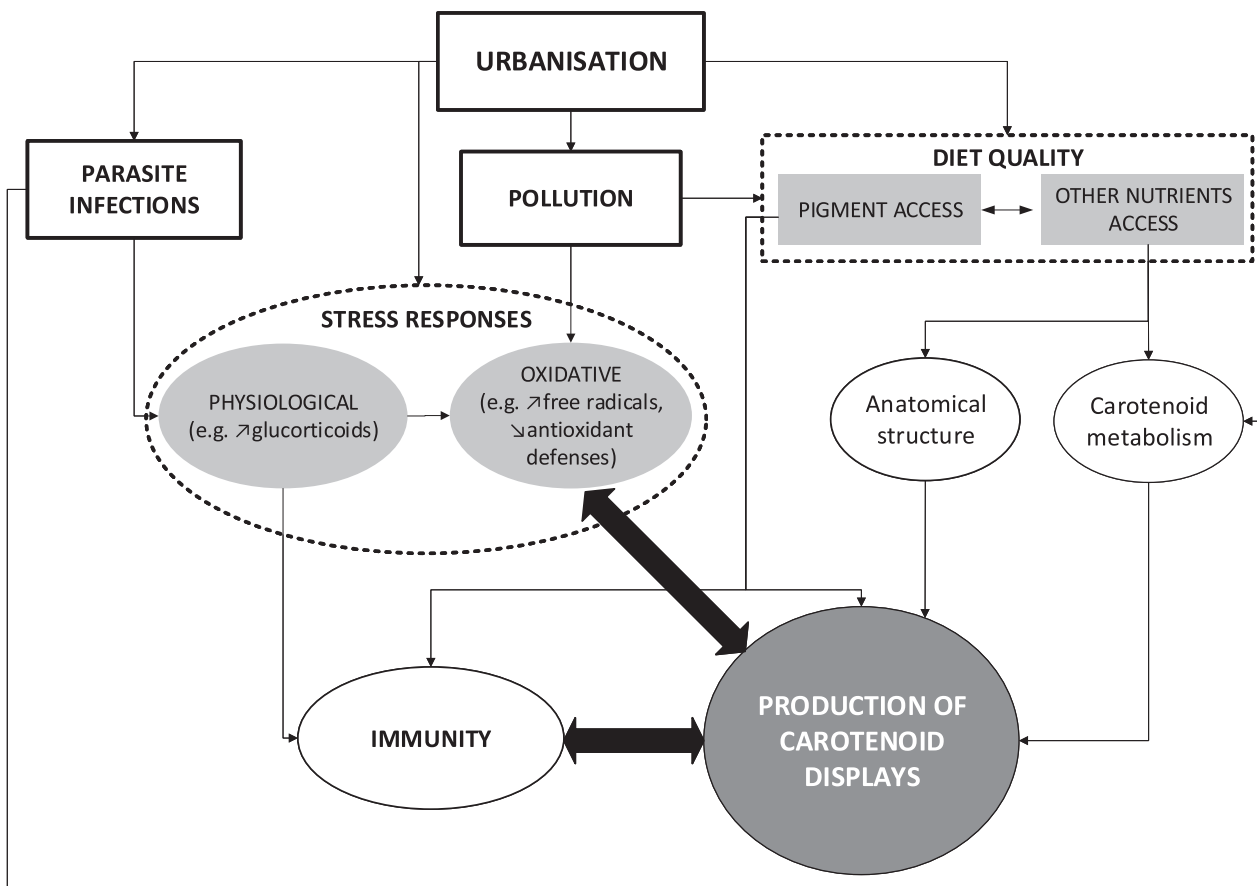 URBANISATION
PARASITE
INFECTIONS
POLLUTION
DIET QUALITY
PIGMENT ACCESS
OTHER NUTRIENTS
ACCESS
STRESS RESPONSES
PHYSIOLOGICAL
(e.g. ↗glucorticoids)
OXIDATIVE
(e.g. ↗free radicals,
↘antioxidant
defenses)
Anatomical
structure
Carotenoid
metabolism
IMMUNITY
PRODUCTION OF
CAROTENOID
DISPLAYS